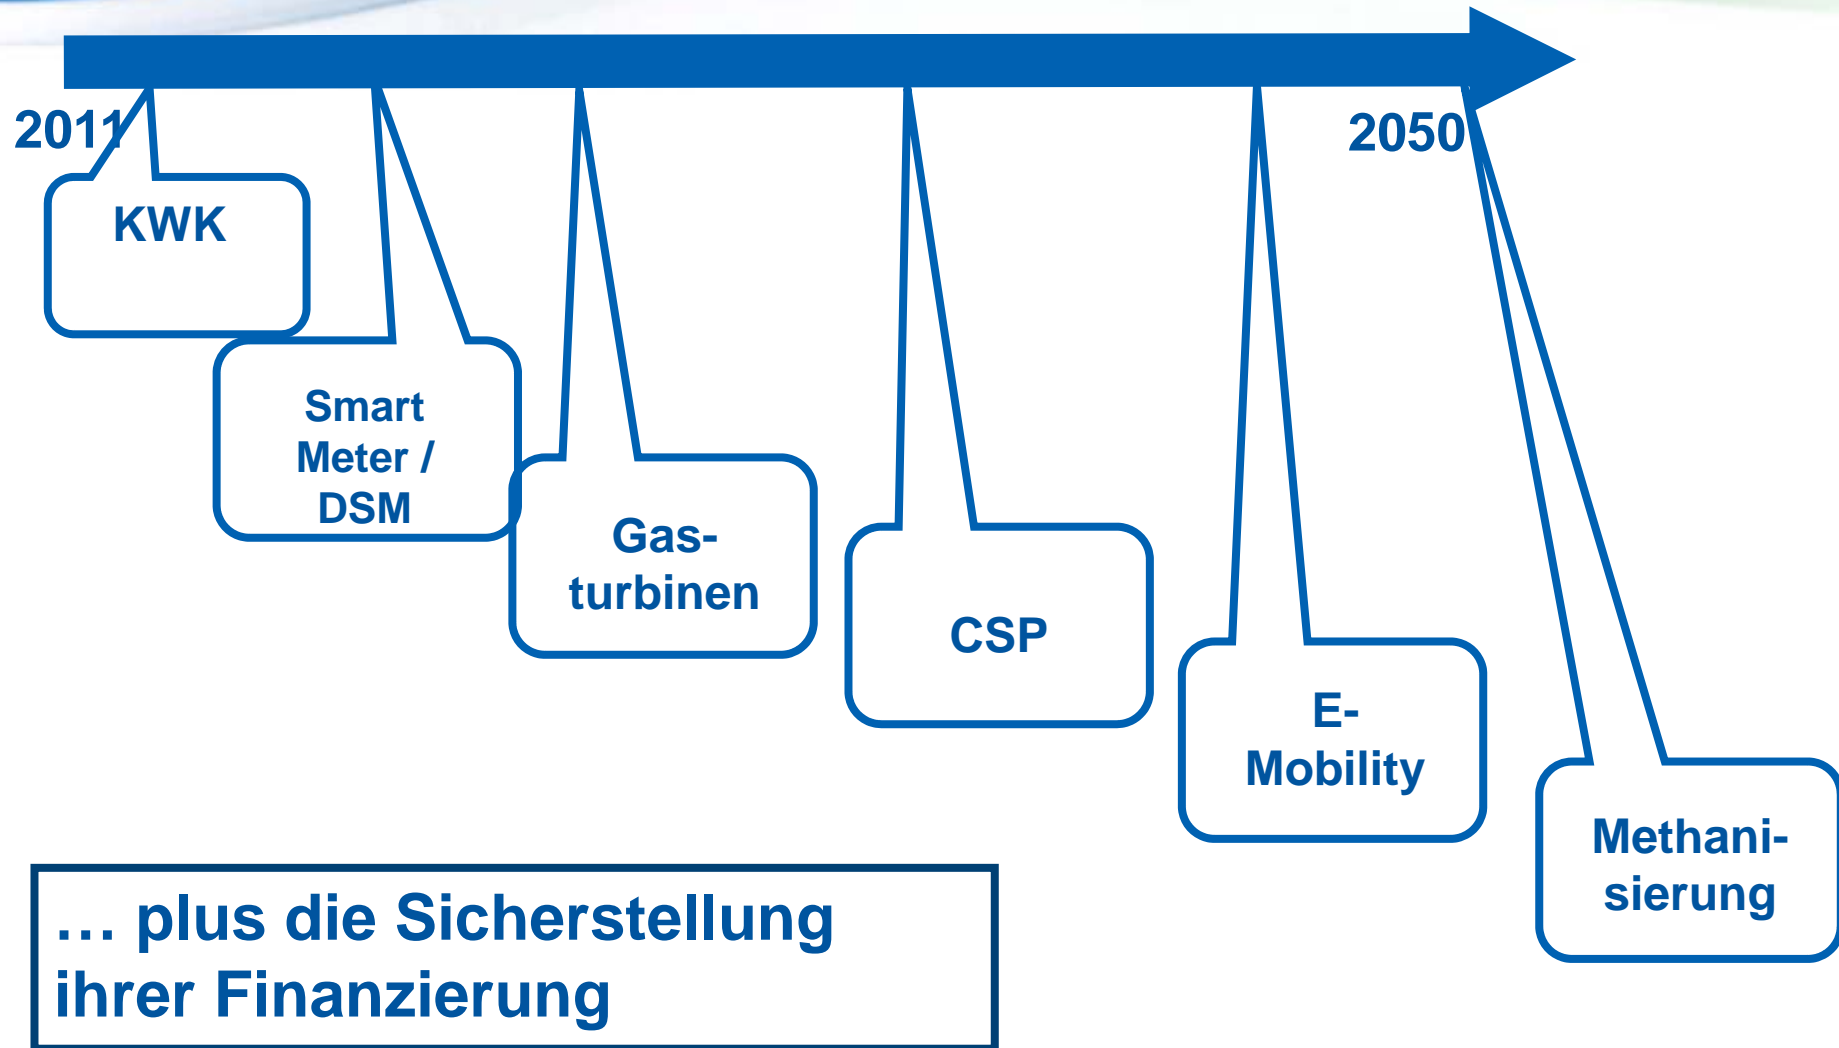 2011
2050
KWK
Smart
Meter /
DSM
Gas-
turbinen
CSP
E-
Mobility
Methani-
sierung
… plus die Sicherstellung
ihrer Finanzierung